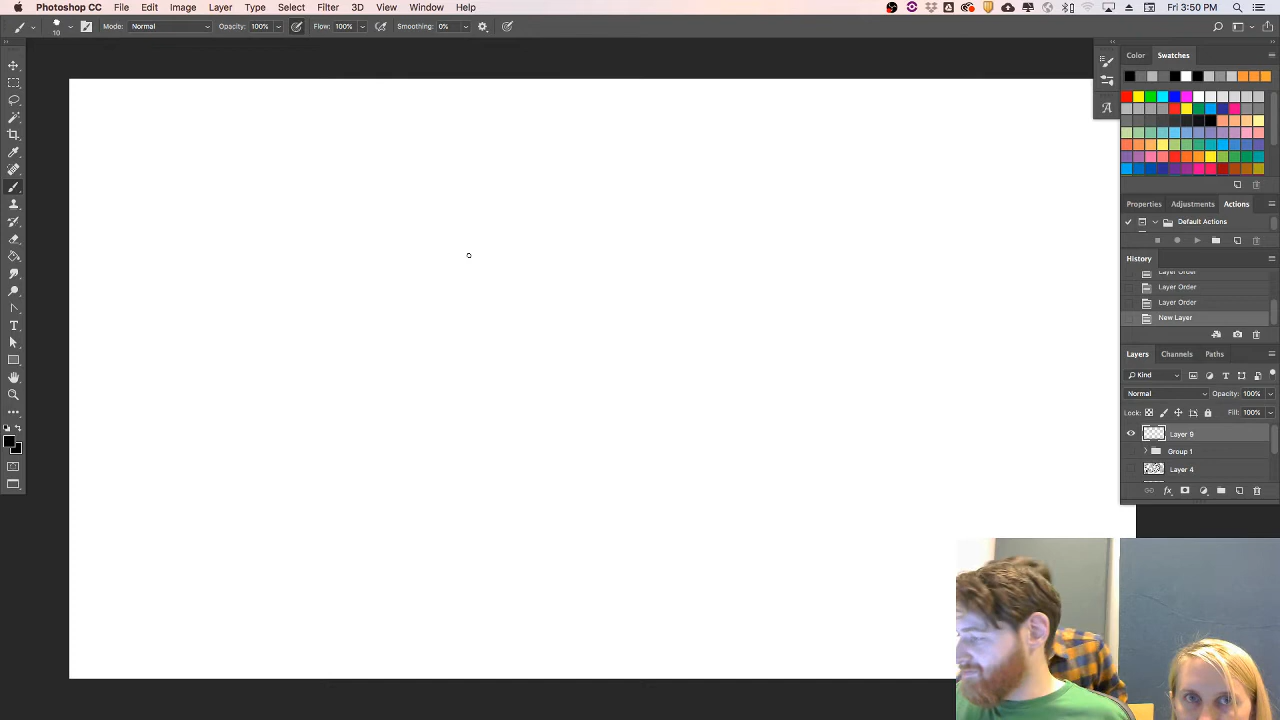 Photoshop CC File Edit Image Layer Type Select Filter 3D View Window Help Fri 3:50 PM
10 Mode: Normal Opacity: 100% Flow: 100% Smoothing: 0%
Color Swatches
Properties Adjustments Actions
Default Actions
History
Layer Order
Layer Order
Layer Order
New Layer
Layers Channels Paths
Kind
Normal Opacity: 100%
Lock: Fill: 100%
Layer 9
Group 1
Layer 4